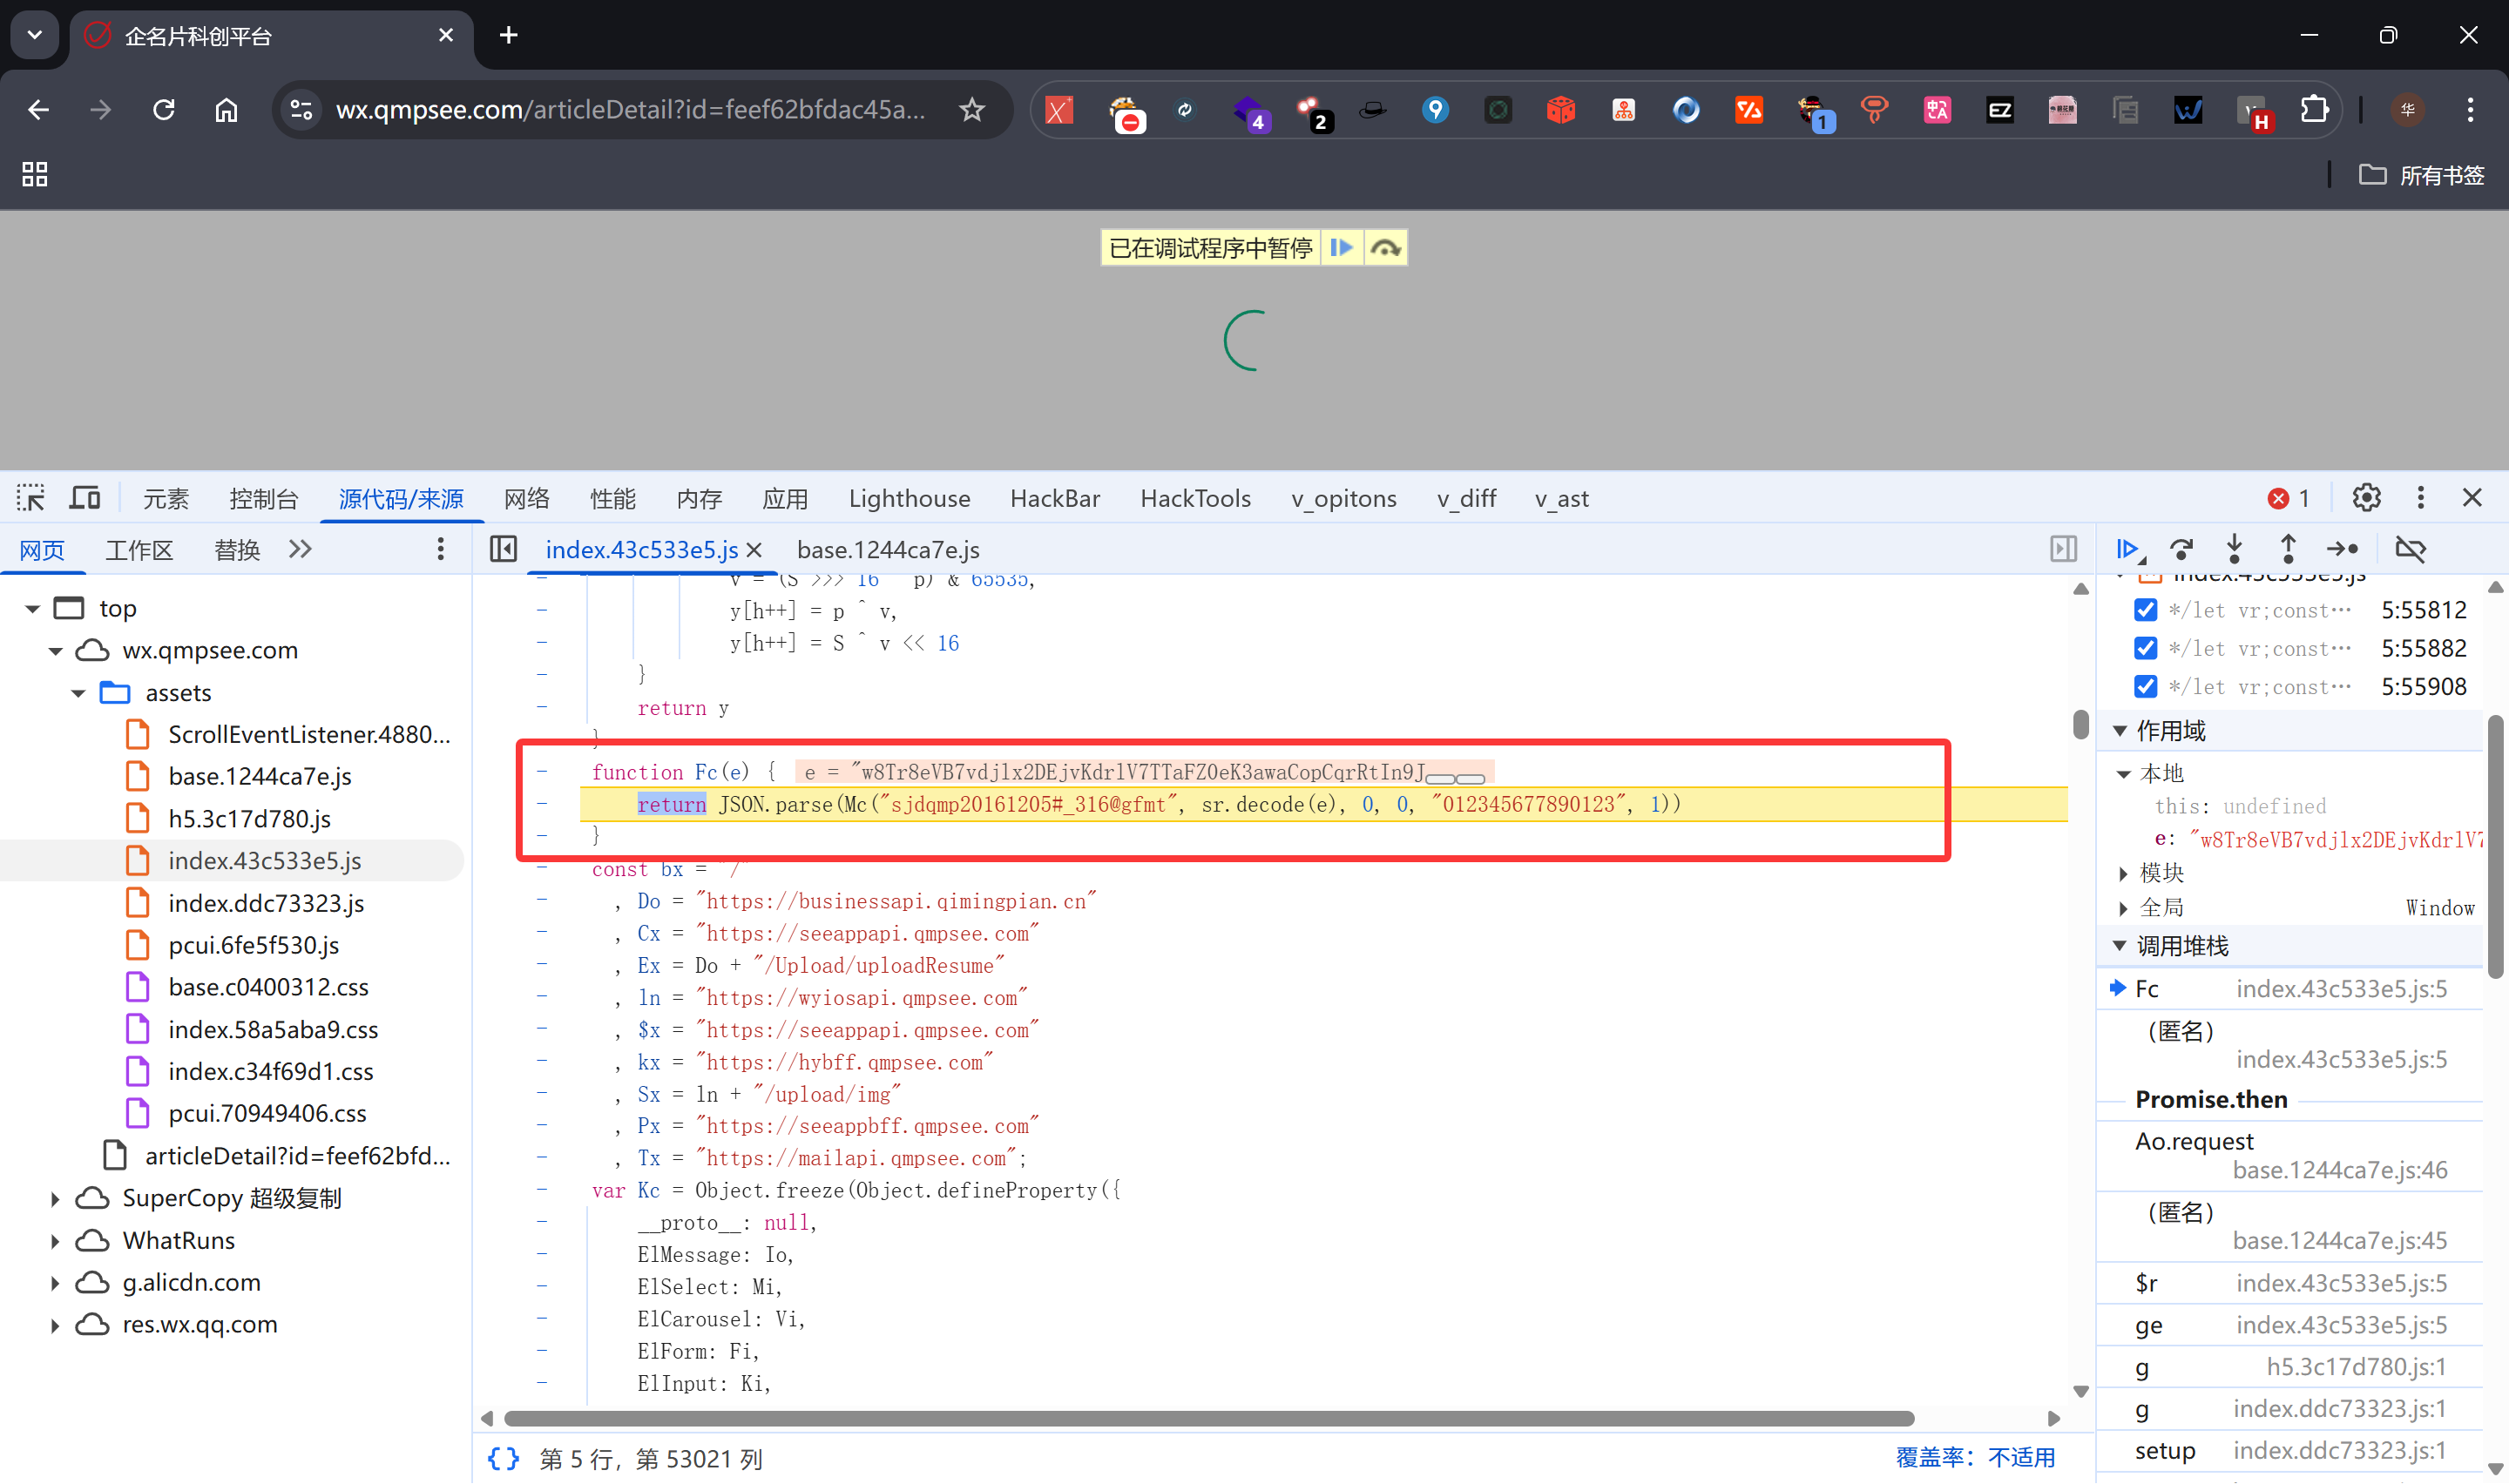 企名片科创平台
wx.qmpsee.com/articleDetail?id=feef62bfdac45a...
4
2
1
H
华
所有书签
已在调试程序中暂停
元素 控制台 源代码/来源 网络 性能 内存 应用 Lighthouse HackBar HackTools v_opitons v_diff v_ast
1
网页 工作区 替换
index.43c533e5.js
base.1244ca7e.js
top
wx.qmpsee.com
assets
ScrollEventListener.4880...
base.1244ca7e.js
h5.3c17d780.js
index.43c533e5.js
index.ddc73323.js
pcui.6fe5f530.js
base.c0400312.css
index.58a5aba9.css
index.c34f69d1.css
pcui.70949406.css
articleDetail?id=feef62bfd...
SuperCopy 超级复制
WhatRuns
g.alicdn.com
res.wx.qq.com
v = (S >>> 16 p) & 65535,
y[h++] = p ^ v,
y[h++] = S ^ v << 16
}
return y
}
function Fc(e) { e = "w8Tr8eVB7vdjlx2DEjvKdrlV7TTaFZOeK3awaCopCqrRtIn9J
return JSON.parse(Mc("sjdqmp20161205#_316@gfmt", sr.decode(e), 0, 0, "012345677890123", 1))
}
const bx = "/"
, Do = "https://businessapi.qimingpian.cn"
, Cx = "https://seeappapi.qmpsee.com"
, Ex = Do + "/Upload/uploadResume"
, ln = "https://wyiosapi.qmpsee.com"
, $x = "https://seeappapi.qmpsee.com"
, kx = "https://hybff.qmpsee.com"
, Sx = ln + "/upload/img"
, Px = "https://seeappbff.qmpsee.com"
, Tx = "https://mailapi.qmpsee.com";
var Kc = Object.freeze(Object.defineProperty({
__proto__: null,
ElMessage: Io,
ElSelect: Mi,
ElCarousel: Vi,
ElForm: Fi,
ElInput: Ki,
{} 第 5 行，第 53021 列
覆盖率：不适用
index.43c533e5.js
*/let vr;const… 5:55812
*/let vr;const… 5:55882
*/let vr;const… 5:55908
作用域
本地
this: undefined
e: "w8Tr8eVB7vdjlx2DEjvKdrlV7
模块
全局 Window
调用堆栈
Fc index.43c533e5.js:5
（匿名）
index.43c533e5.js:5
Promise.then
Ao.request
base.1244ca7e.js:46
（匿名）
base.1244ca7e.js:45
$r index.43c533e5.js:5
ge index.43c533e5.js:5
g h5.3c17d780.js:1
g index.ddc73323.js:1
setup index.ddc73323.js:1